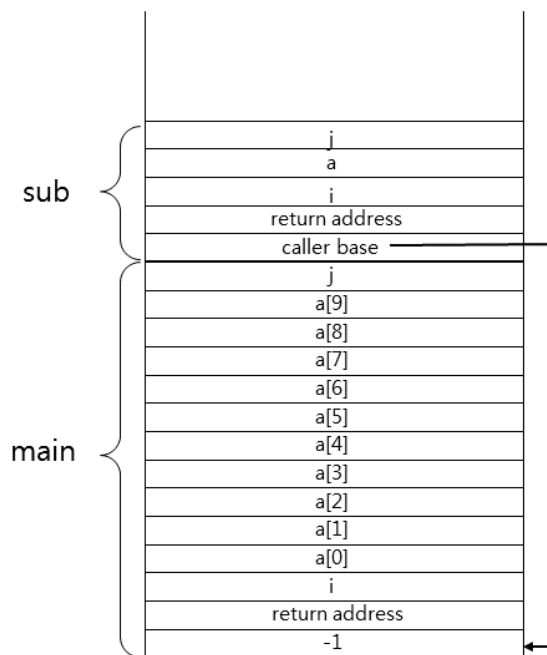 j
a
sub
i
return address
caller base
j
a[9]
a[8]
a[7]
a[6]
a[5]
a[4]
main
a[3]
a[2]
a[1]
a[0]
i
return address
-1